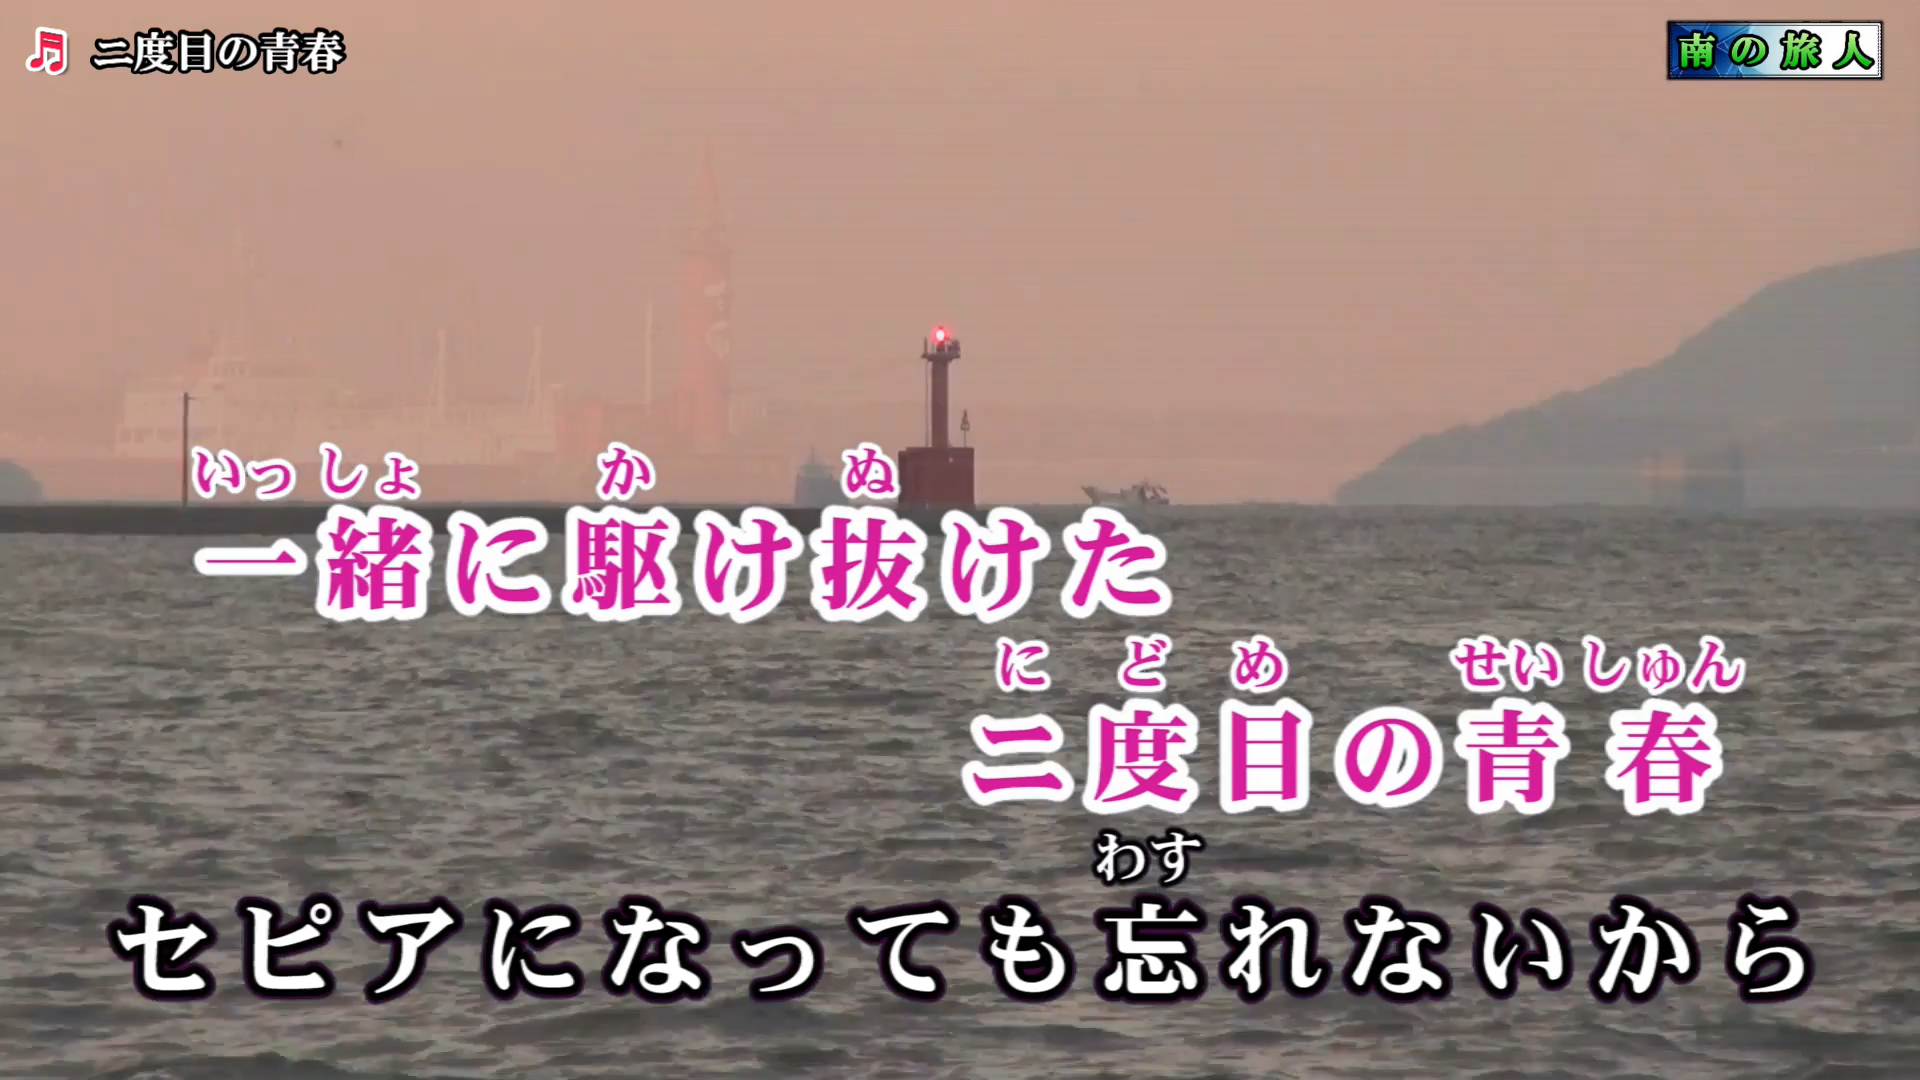 二度目の青春
南の旅人
いっしょ か ぬ
一緒に駆け抜けた
に ど め せいしゅん
二度目の青春
わす
セピアになっても忘れないから